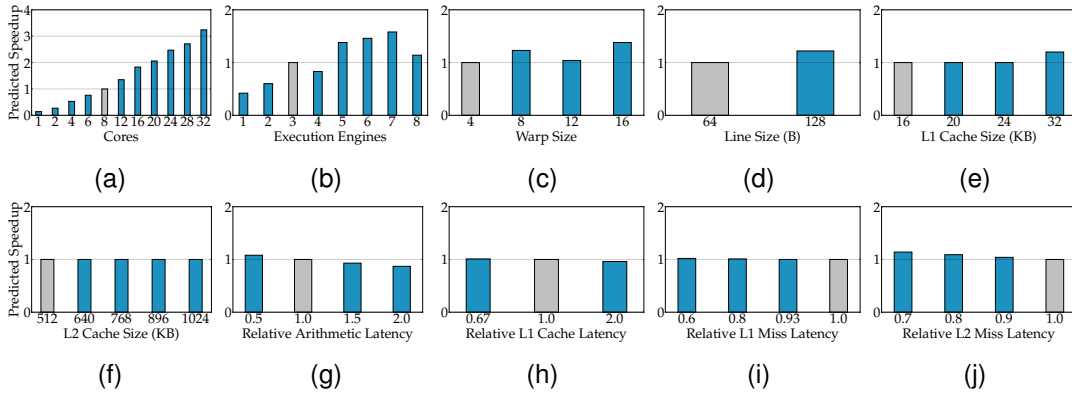 Predicted Speedup
4
3
2
1
0
1 2 4 6 8 12 16 20 24 28 32
Cores
(a)
2
1
0
1 2 3 4 5 6 7 8
Execution Engines
(b)
2
1
0
4 8 12 16
Warp Size
(c)
2
1
0
64 128
Line Size (B)
(d)
2
1
0
16 20 24 32
L1 Cache Size (KB)
(e)
Predicted Speedup
2
1
0
512 640 768 896 1024
L2 Cache Size (KB)
(f)
2
1
0
0.5 1.0 1.5 2.0
Relative Arithmetic Latency
(g)
2
1
0
0.67 1.0 2.0
Relative L1 Cache Latency
(h)
2
1
0
0.6 0.8 0.93 1.0
Relative L1 Miss Latency
(i)
2
1
0
0.7 0.8 0.9 1.0
Relative L2 Miss Latency
(j)